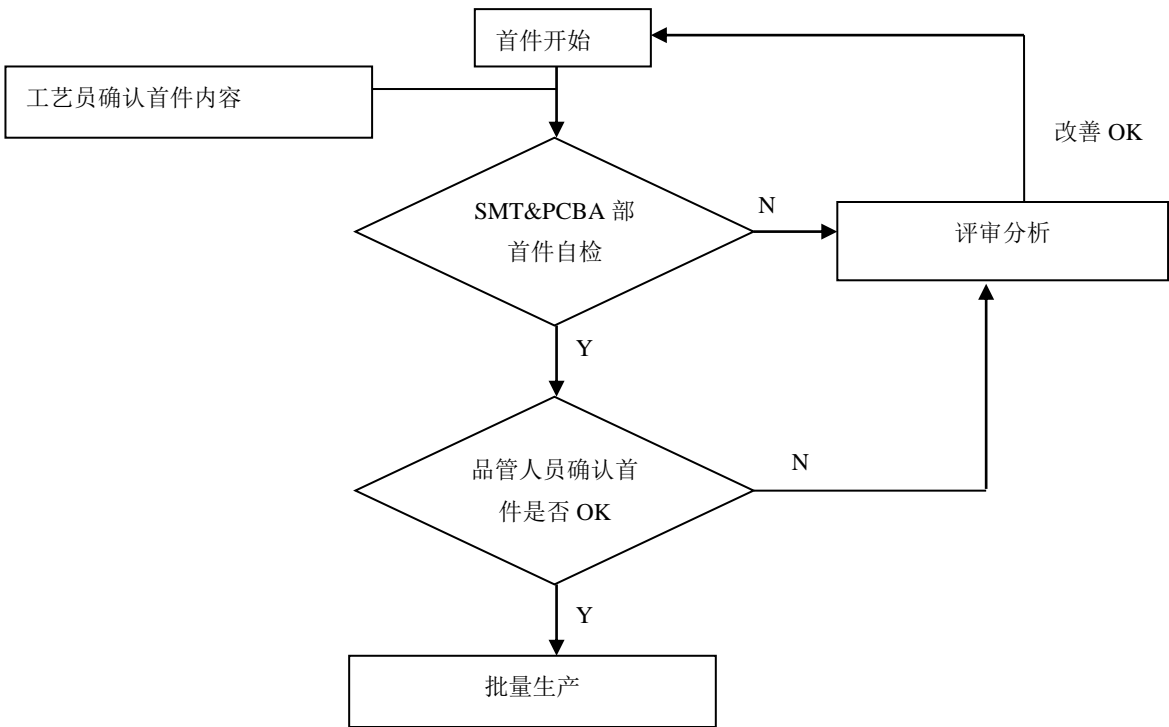 首件开始
工艺员确认首件内容
改善 OK
SMT&PCBA 部
首件自检
N
评审分析
Y
品管人员确认首
件是否 OK
N
Y
批量生产